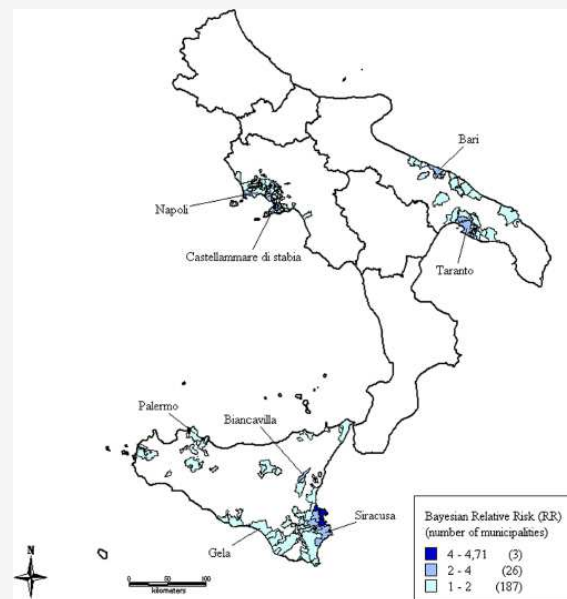 Bari
Napoli
Castellammare di stabia
Taranto
Palermo
Biancavilla
Siracusa
Gela
Bayesian Relative Risk (RR)
(number of municipalities)
4 - 4,71 (3)
2 - 4 (26)
1 - 2 (187)
N
50 0 50 100
kilometers